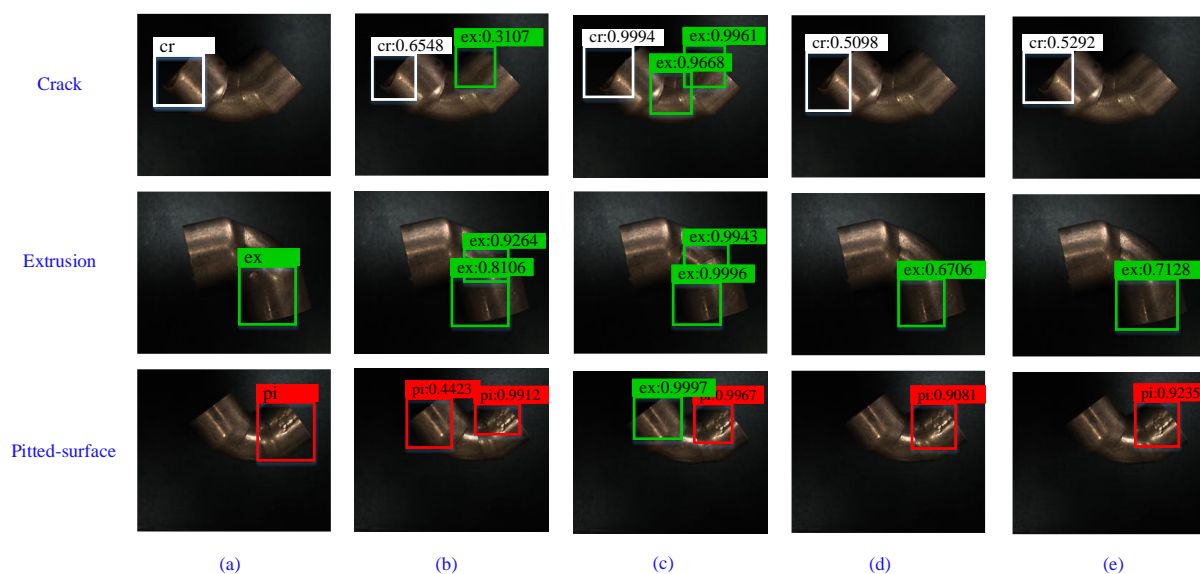 cr
cr:0.6548
ex:0.3107
cr:0.9994
ex:0.9961
ex:0.9668
cr:0.5098
cr:0.5292
Crack
ex
ex:0.9264
ex:0.8106
ex:0.9943
ex:0.9996
ex:0.6706
ex:0.7128
Extrusion
pi
pi:0.4423
pi:0.9912
ex:0.9997
pi:0.9967
pi:0.9081
pi:0.9235
Pitted-surface
(a) (b) (c) (d) (e)